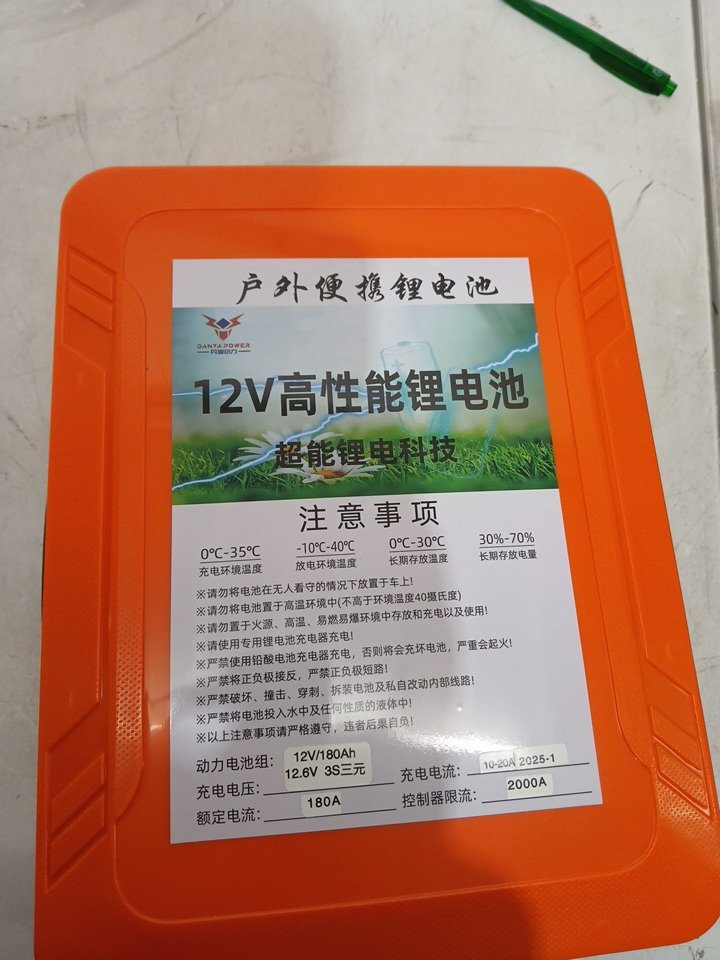 户外便携锂电池
DANTA POWER
12V高性能锂电池
超能锂电科技
注意事项
0℃-35℃ -10℃-40℃ 0℃-30℃ 30%-70%
充电环境温度 放电环境温度 长期存放温度 长期存放电量
※请勿将电池在无人看守的情况下放置于车上!
※请勿将电池置于高温环境中(不高于环境温度40摄氏度)
※请勿置于火源、高温、易燃易爆环境中存放和充电以及使用!
※请使用专用锂电池充电器充电!
※严禁使用铅酸电池充电器充电，否则将会充坏电池，严重会起火!
※严禁将正负极接反，严禁正负极短路!
※严禁破坏、撞击、穿刺、拆装电池及私自改动内部线路!
※严禁将电池投入水中及任何性质的液体中!
※以上注意事项请严格遵守，违者后果自负!
动力电池组: 12V/180Ah
充电电压: 12.6V 3S三元 充电电流: 10-20A 2025-1
额定电流: 180A 控制器限流: 2000A